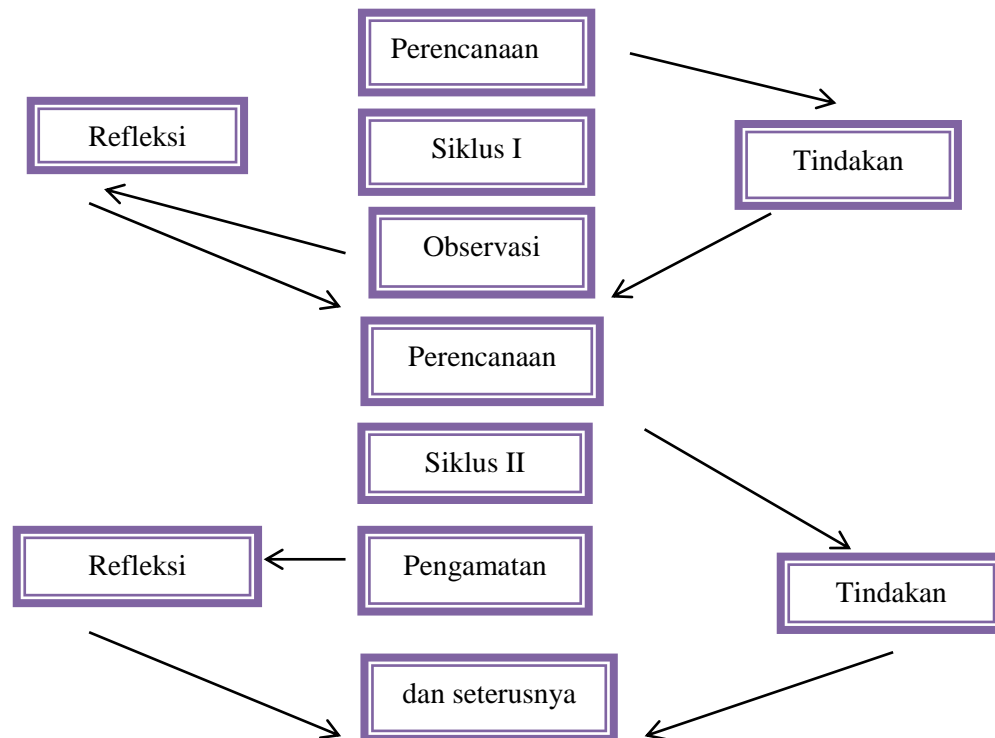 Perencanaan
Refleksi
Siklus I
Tindakan
Observasi
Perencanaan
Siklus II
Refleksi
Pengamatan
Tindakan
dan seterusnya